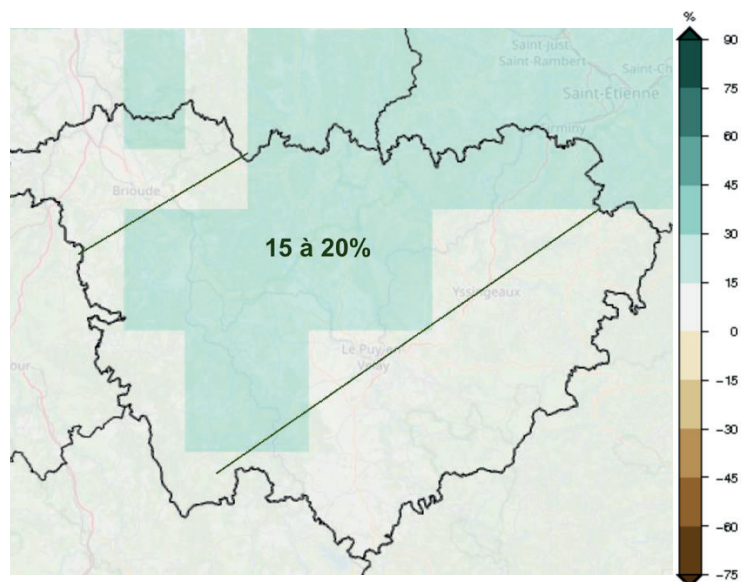 %
90
Saint-Just
Saint-Rambert
Saint-Ch
75
Saint-Étienne
60
Brioude
45
15 à 20%
30
Yssingeaux
15
Le Puy-en-
Velay
0
-15
-30
-45
-60
-75